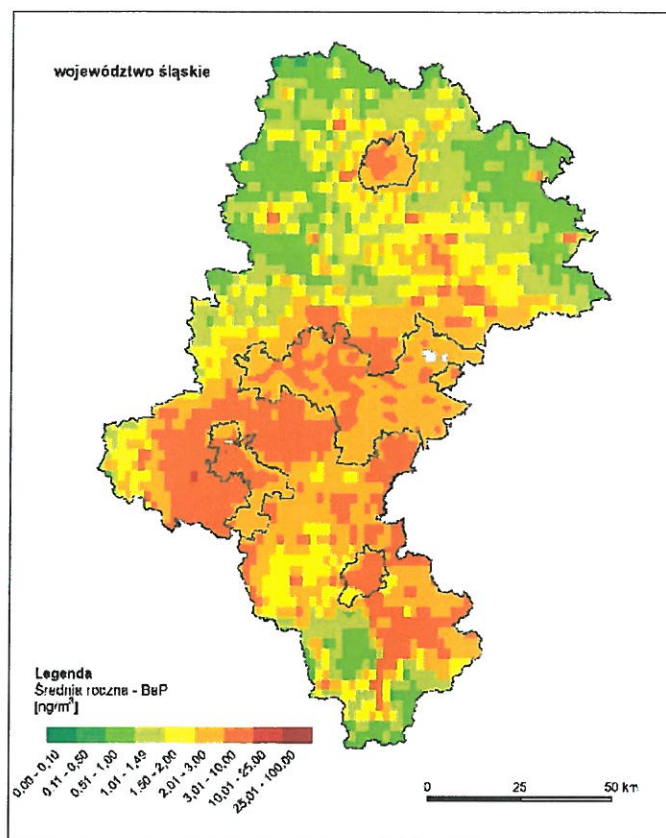 województwo śląskie
Legenda
Średnia roczna - BaP
[ng/m³]
0,00 - 0,10
0,11 - 0,50
0,51 - 1,00
1,01 - 1,49
1,50 - 2,00
2,01 - 3,00
3,01 - 10,00
10,01 - 25,00
25,01 - 100,00
0 25 50 km